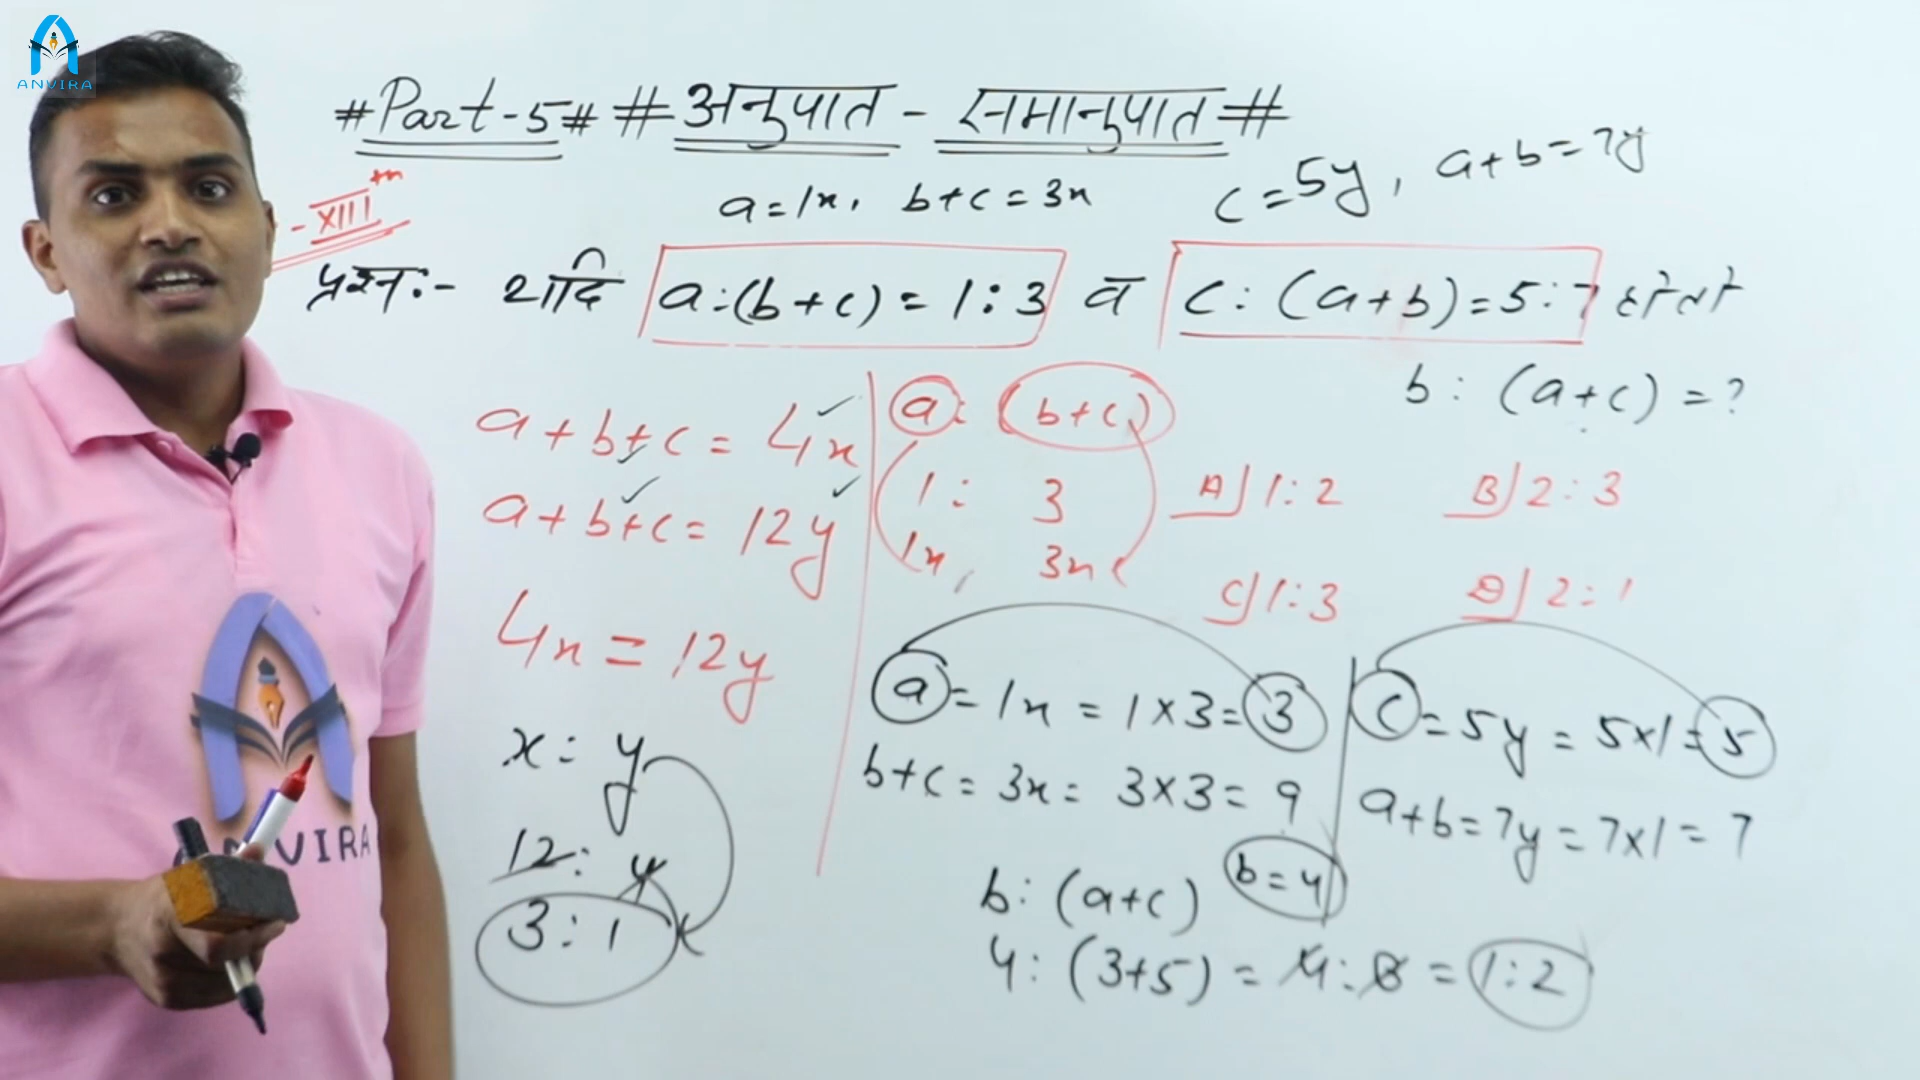 ANVIRA
#Part-5# #अनुपात - समानुपात#
a=1x, b+c=3x c=5y, a+b=7y
-XIII
प्रश्न:- यदि a:(b+c)=1:3 व c:(a+b)=5:7 हो तो
b:(a+c)=?
a+b+c=4x
a+b+c=12y
4x=12y
x:y
12:4
3:1
a:(b+c)
1:3
1x, 3x
A) 1:2 B) 2:3
C) 1:3 D) 2:1
a=1x=1×3=3
b+c=3x=3×3=9
c=5y=5×1=5
a+b=7y=7×1=7
b=4
b:(a+c)
4:(3+5)=4:8=1:2
ANVIRA